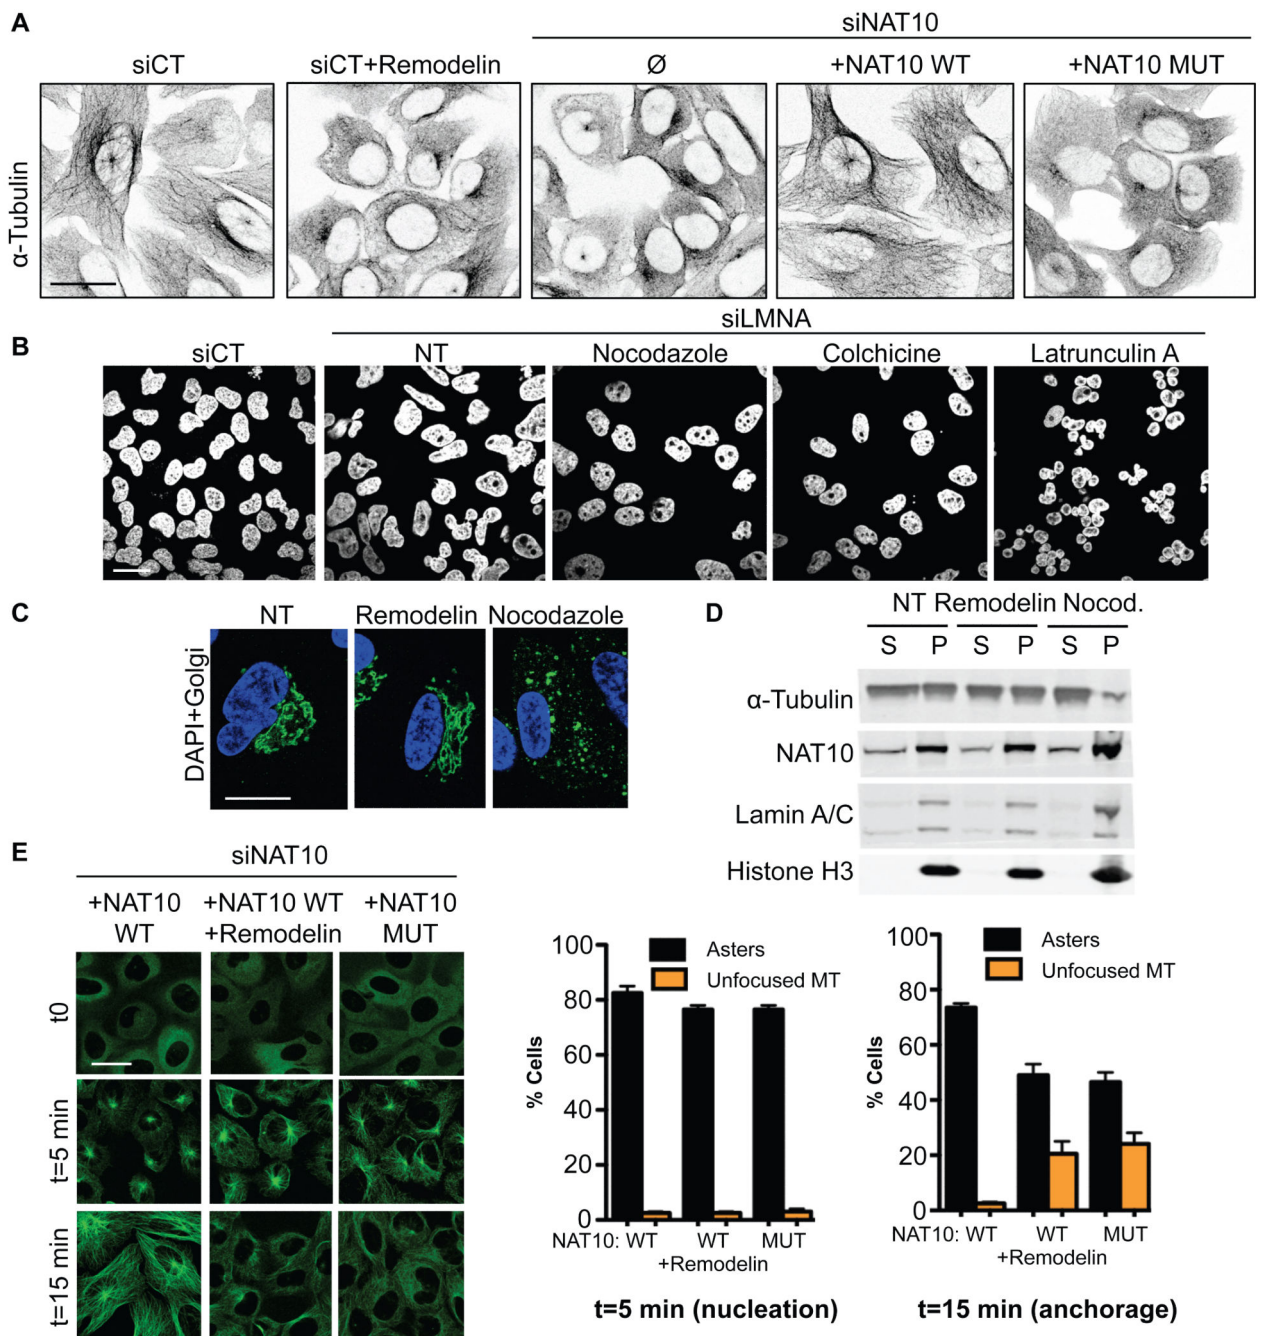 A
siNAT10
siCT
siCT+Remodelin
Ø
+NAT10 WT
+NAT10 MUT
α-Tubulin
siLMNA
B
siCT
NT
Nocodazole
Colchicine
Latrunculin A
C
NT
Remodelin
Nocodazole
DAPI+Golgi
D
NT Remodelin Nocod.
S P S P S P
α-Tubulin
NAT10
Lamin A/C
Histone H3
E
siNAT10
+NAT10 WT
+NAT10 WT +Remodelin
+NAT10 MUT
t0
t=5 min
t=15 min
100
80
60
40
20
0
% Cells
Asters
Unfocused MT
NAT10: WT WT MUT
+Remodelin
t=5 min (nucleation)
100
80
60
40
20
0
% Cells
Asters
Unfocused MT
NAT10: WT WT MUT
+Remodelin
t=15 min (anchorage)